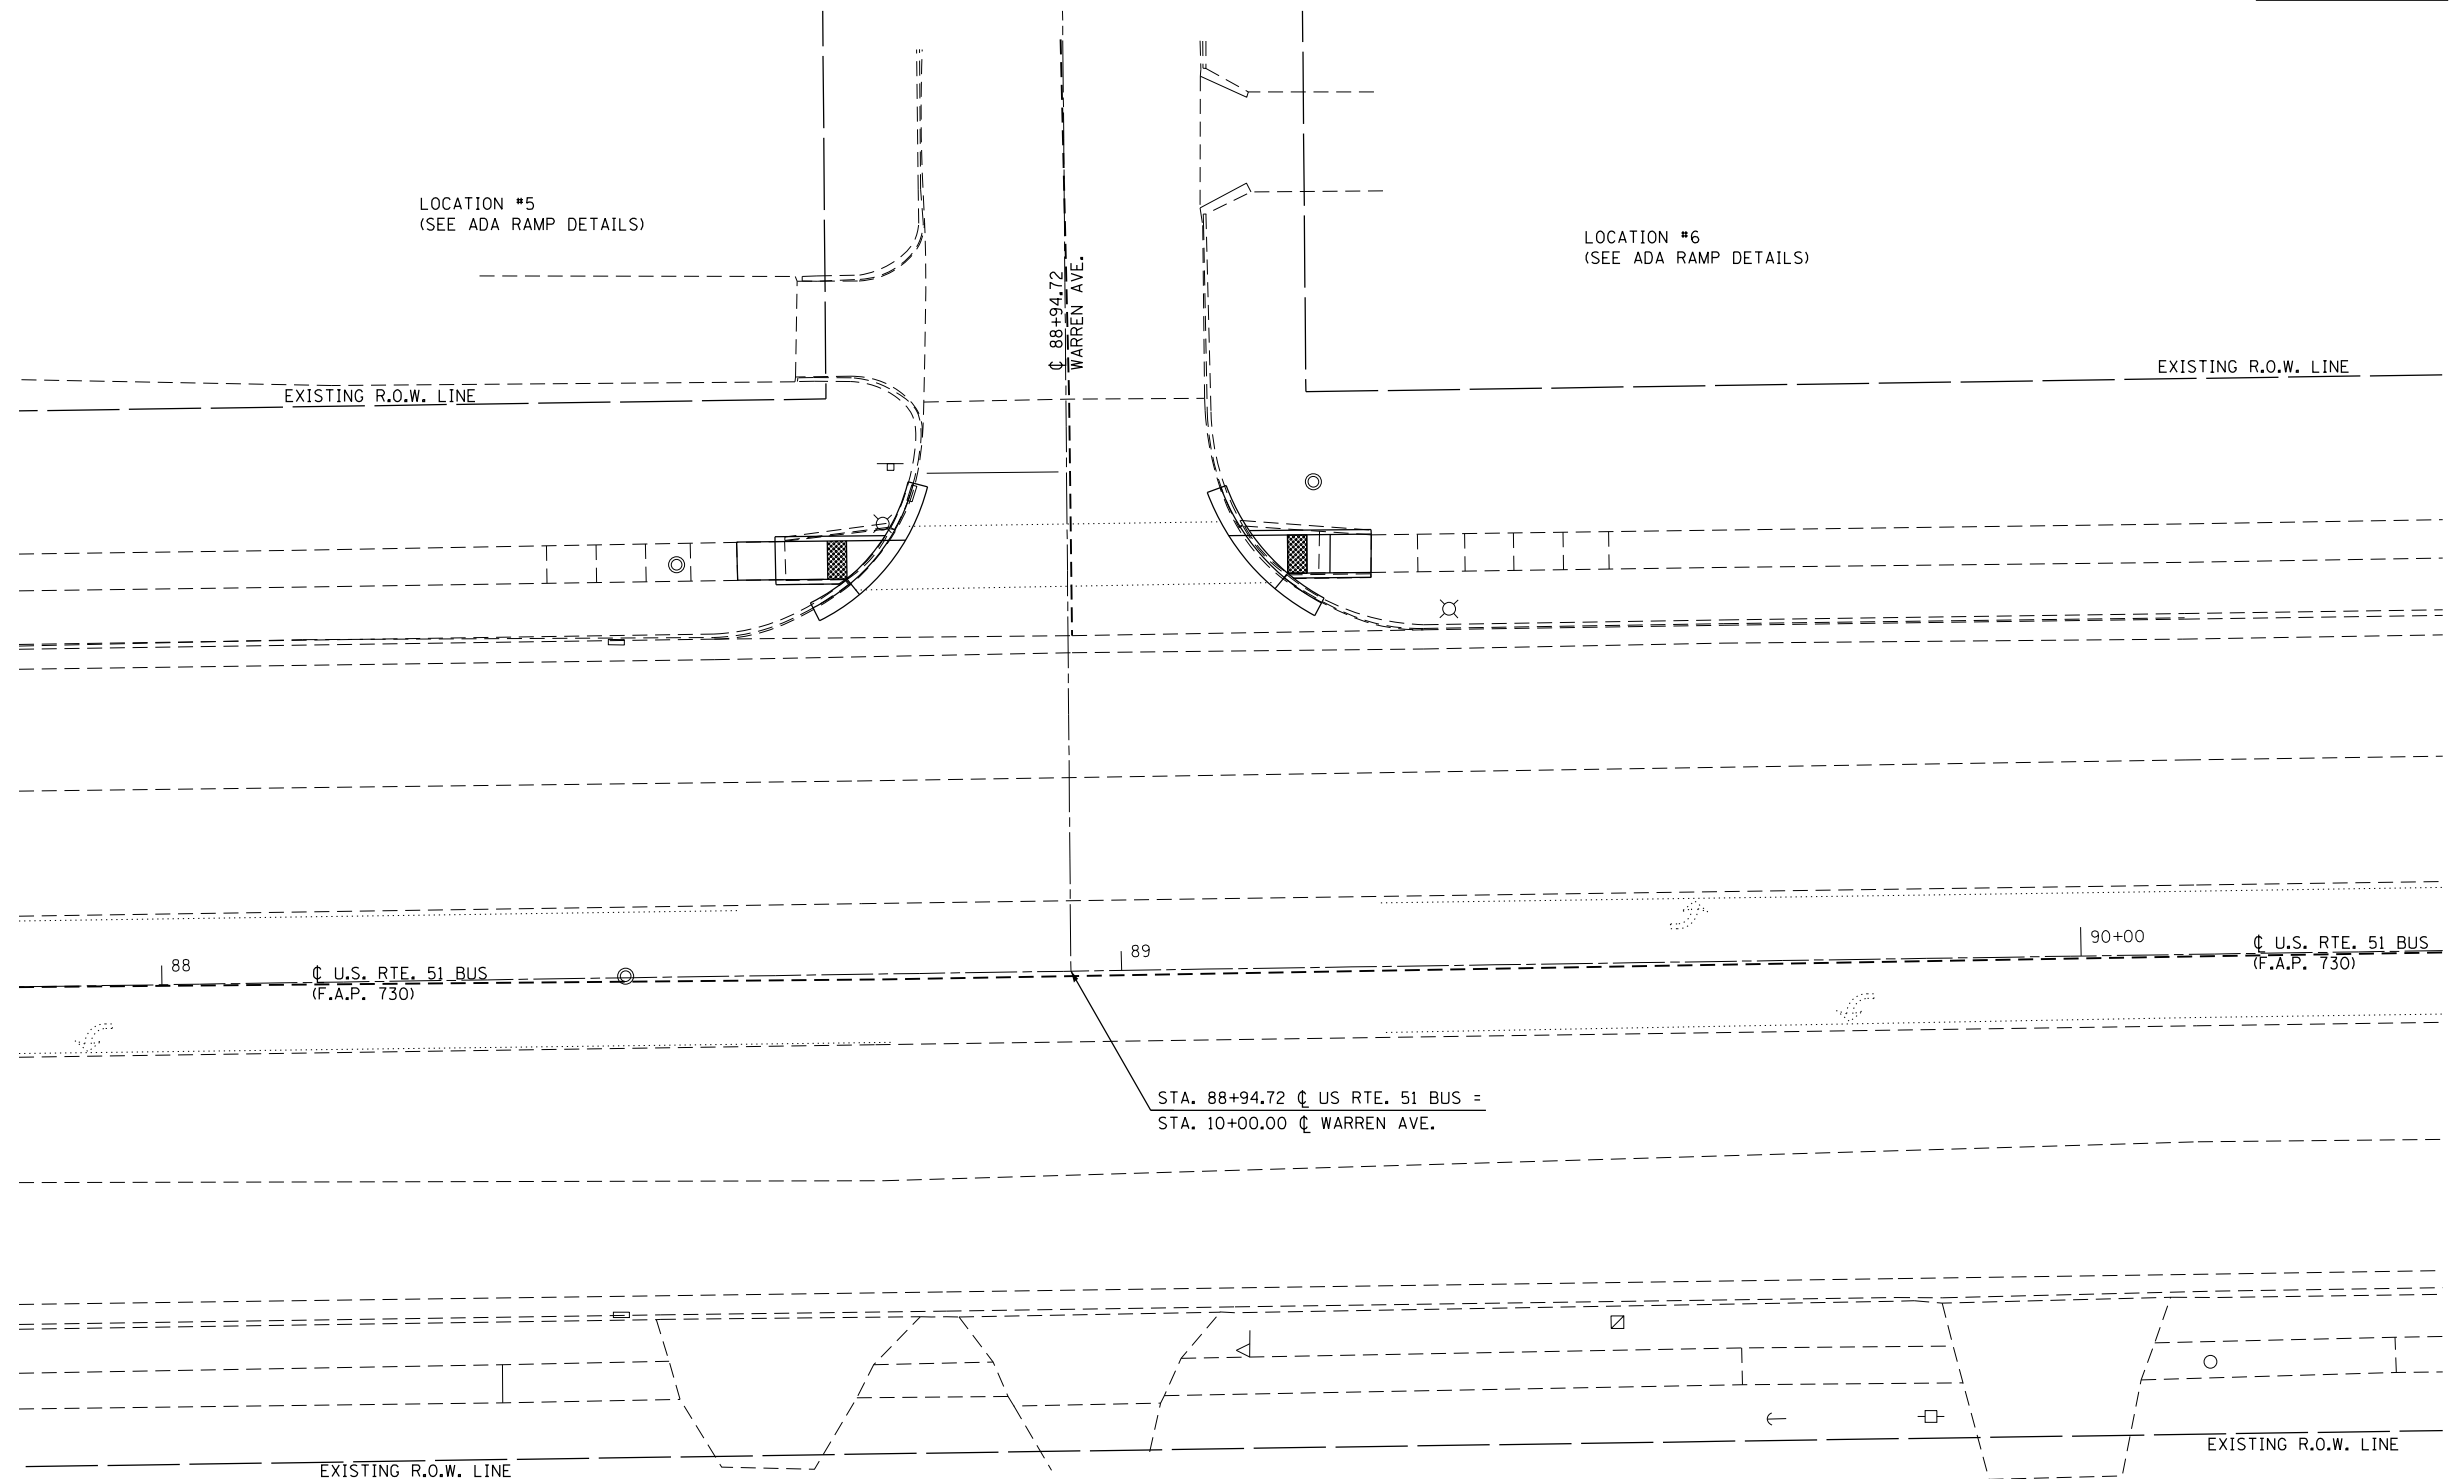 LOCATION #5
(SEE ADA RAMP DETAILS)
LOCATION #6
(SEE ADA RAMP DETAILS)
℄ 88+94.72
WARREN AVE.
EXISTING R.O.W. LINE
EXISTING R.O.W. LINE
88
℄ U.S. RTE. 51 BUS
(F.A.P. 730)
89
90+00
℄ U.S. RTE. 51 BUS
(F.A.P. 730)
STA. 88+94.72 ℄ US RTE. 51 BUS =
STA. 10+00.00 ℄ WARREN AVE.
EXISTING R.O.W. LINE
EXISTING R.O.W. LINE